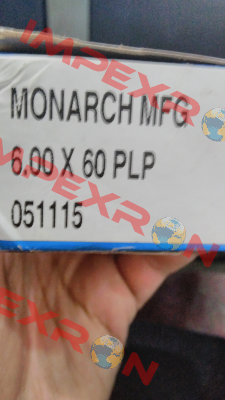 IMPEXRON
MONARCH MFG
6.00 X 60 PLP
051115
IMPEXRON
IMPEXRON